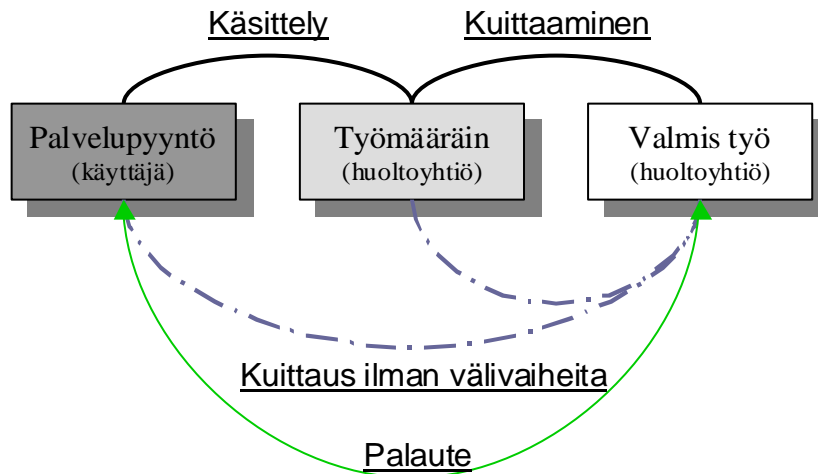 Käsittely
Kuittaaminen
Palvelupyyntö
(käyttäjä)
Työmääräin
(huoltoyhtiö)
Valmis työ
(huoltoyhtiö)
Kuittaus ilman välivaiheita
Palaute